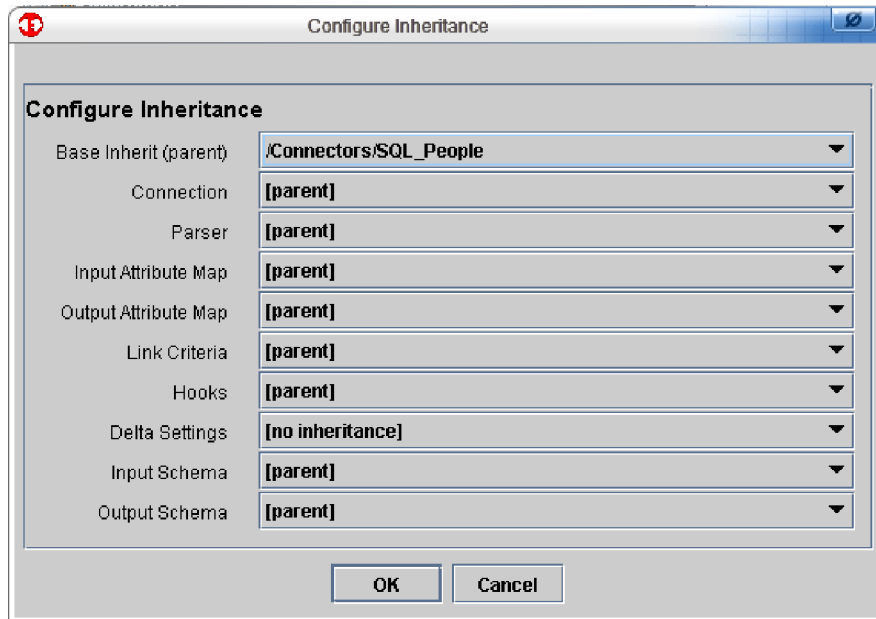 Configure Inheritance
Configure Inheritance
Base Inherit (parent) /Connectors/SQL_People
Connection [parent]
Parser [parent]
Input Attribute Map [parent]
Output Attribute Map [parent]
Link Criteria [parent]
Hooks [parent]
Delta Settings [no inheritance]
Input Schema [parent]
Output Schema [parent]
OK Cancel